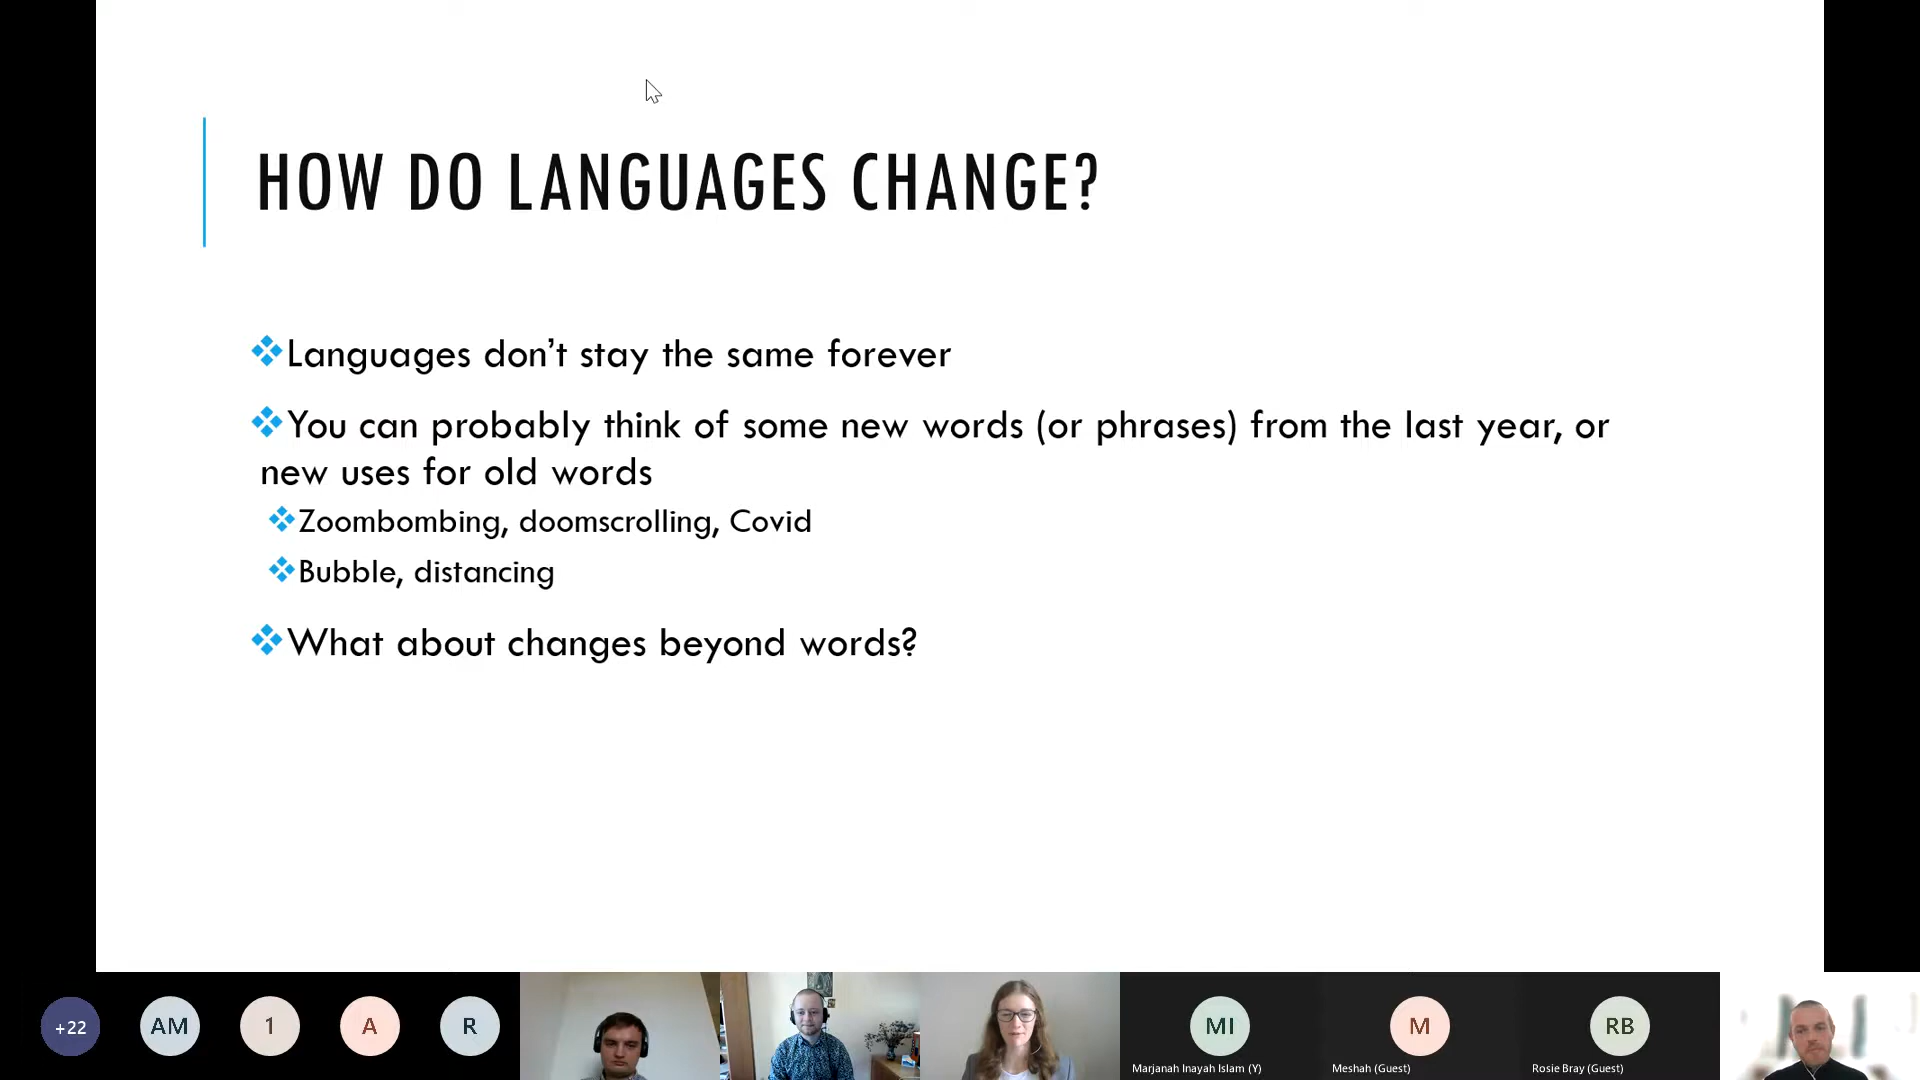 HOW DO LANGUAGES CHANGE?
Languages don’t stay the same forever
You can probably think of some new words (or phrases) from the last year, or
new uses for old words
Zoombombing, doomscrolling, Covid
Bubble, distancing
What about changes beyond words?
+22
AM
1
A
R
MI
Marjanah Inayah Islam (Y)
M
Meshah (Guest)
RB
Rosie Bray (Guest)